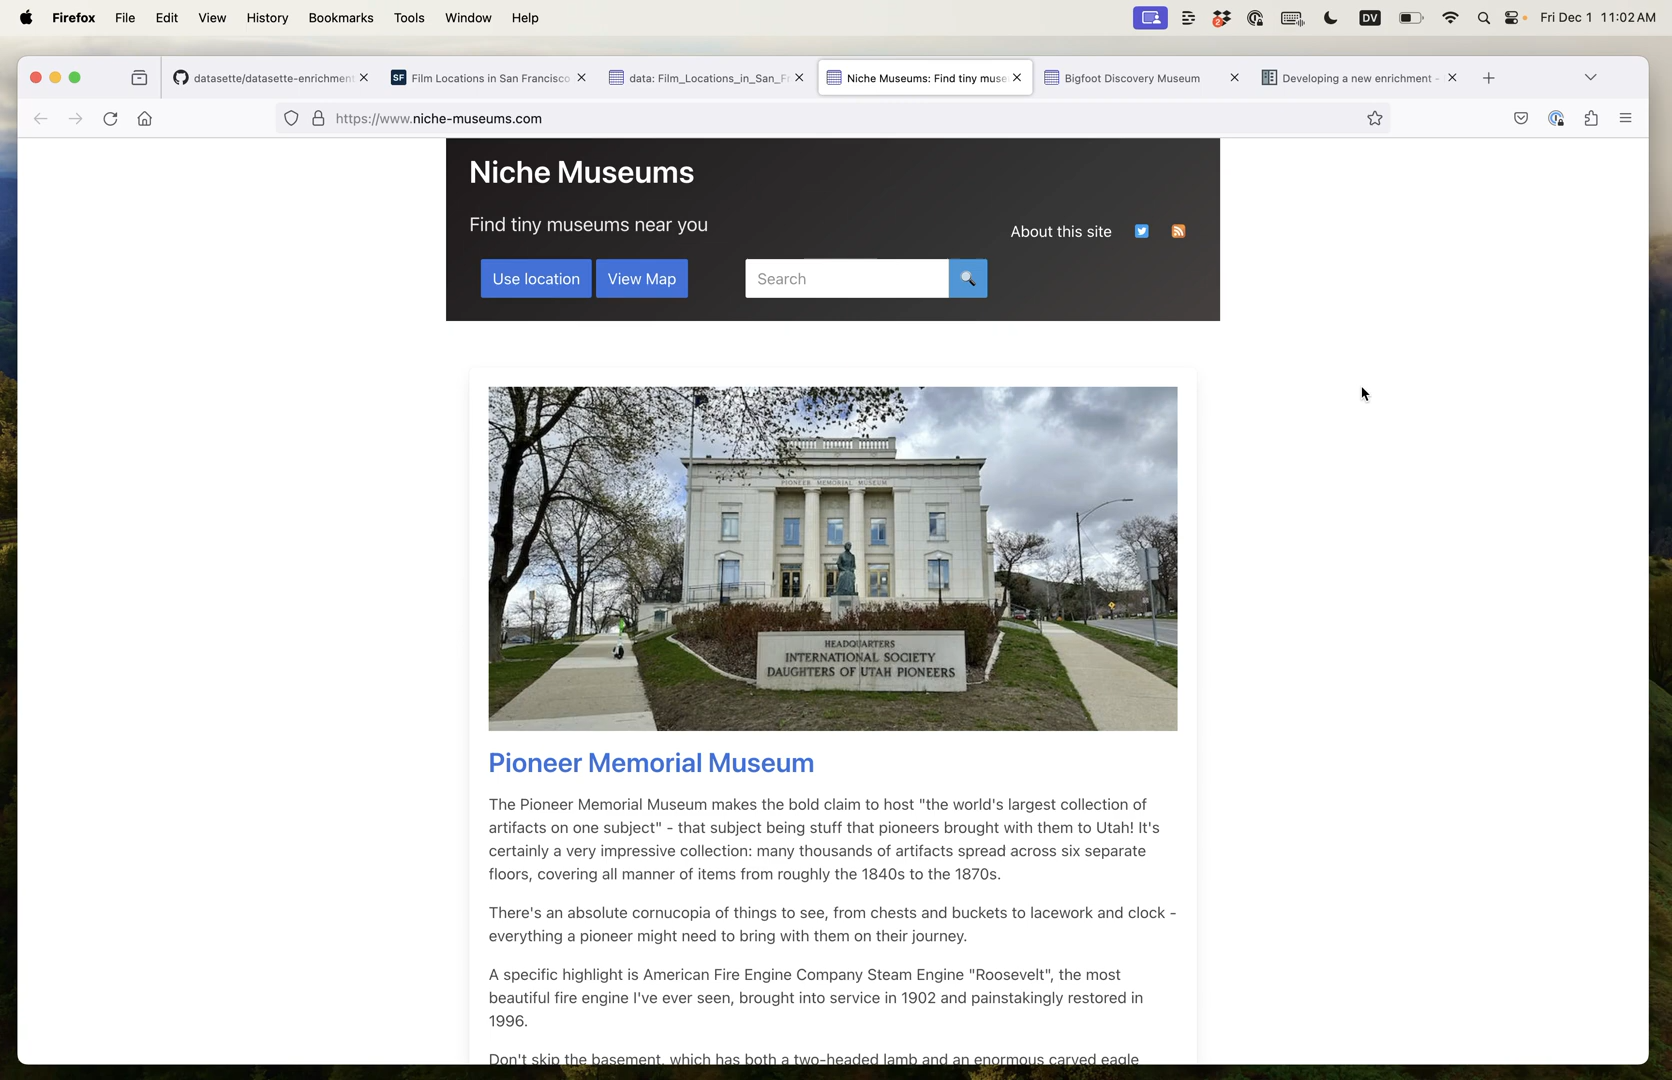 Firefox File Edit View History Bookmarks Tools Window Help 2 DV Fri Dec 1 11:02 AM
datasette/datasette-enrichment SF Film Locations in San Francisco data: Film_Locations_in_San_Fr Niche Museums: Find tiny muse Bigfoot Discovery Museum Developing a new enrichment -
https://www.niche-museums.com
Niche Museums
Find tiny museums near you
About this site
Use location View Map Search
PIONEER MEMORIAL MUSEUM
HEADQUARTERS
INTERNATIONAL SOCIETY
DAUGHTERS OF UTAH PIONEERS
Pioneer Memorial Museum
The Pioneer Memorial Museum makes the bold claim to host "the world's largest collection of
artifacts on one subject" - that subject being stuff that pioneers brought with them to Utah! It's
certainly a very impressive collection: many thousands of artifacts spread across six separate
floors, covering all manner of items from roughly the 1840s to the 1870s.
There's an absolute cornucopia of things to see, from chests and buckets to lacework and clock -
everything a pioneer might need to bring with them on their journey.
A specific highlight is American Fire Engine Company Steam Engine "Roosevelt", the most
beautiful fire engine I've ever seen, brought into service in 1902 and painstakingly restored in
1996.
Don't skip the basement, which has both a two-headed lamb and an enormous carved eagle